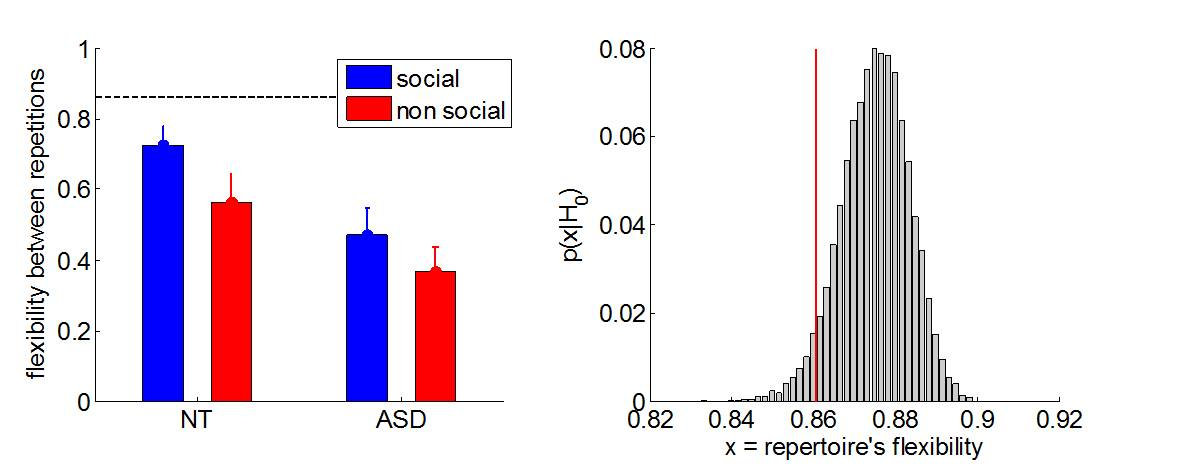 flexibility between repetitions
1
0.8
0.6
0.4
0.2
0
social
non social
NT
ASD
p(x|H0)
0.08
0.06
0.04
0.02
0
0.82
0.84
0.86
0.88
0.9
0.92
x = repertoire's flexibility